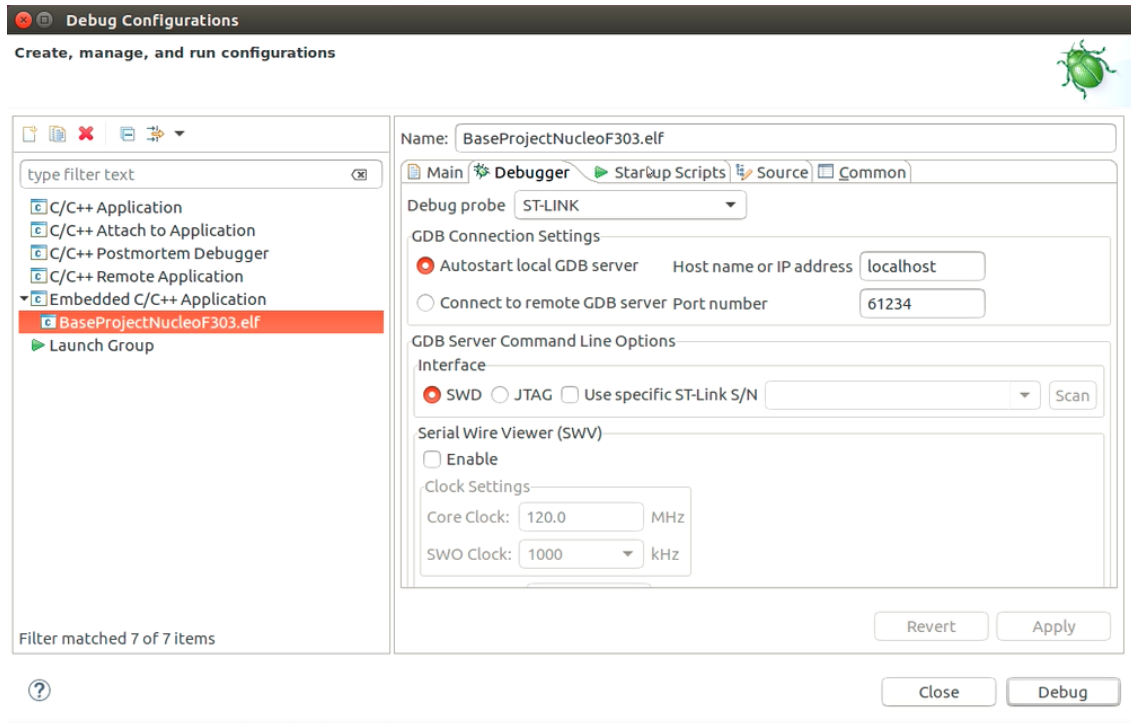 Debug Configurations
Create, manage, and run configurations
type filter text
C/C++ Application
C/C++ Attach to Application
C/C++ Postmortem Debugger
C/C++ Remote Application
Embedded C/C++ Application
BaseProjectNucleoF303.elf
Launch Group
Filter matched 7 of 7 items
Name: BaseProjectNucleoF303.elf
Main Debugger Startup Scripts Source Common
Debug probe ST-LINK
GDB Connection Settings
Autostart local GDB server Host name or IP address localhost
Connect to remote GDB server Port number 61234
GDB Server Command Line Options
Interface
SWD JTAG Use specific ST-Link S/N Scan
Serial Wire Viewer (SWV)
Enable
Clock Settings
Core Clock: 120.0 MHz
SWO Clock: 1000 kHz
Revert Apply
? Close Debug